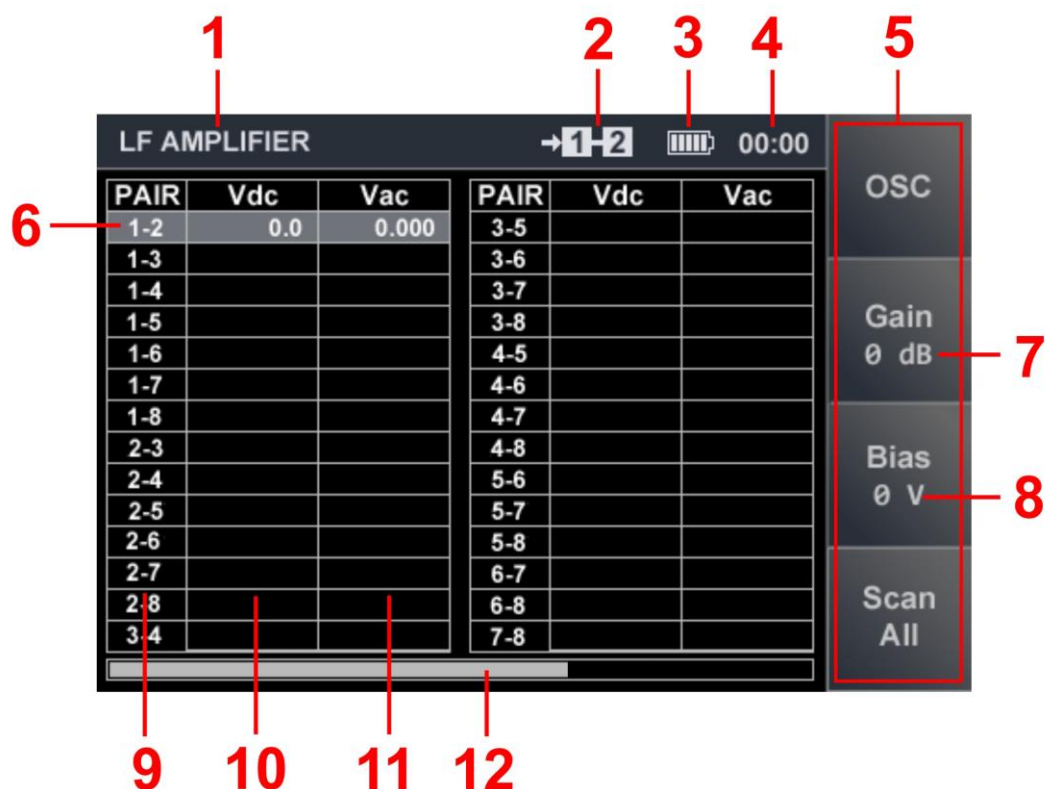 1 2 3 4 5
LF AMPLIFIER →1-2 00:00
OSC
PAIR Vdc Vac PAIR Vdc Vac
6 1-2 0.0 0.000 3-5
1-3 3-6
1-4 3-7
1-5 3-8
Gain
1-6 4-5
0 dB 7
1-7 4-6
1-8 4-7
2-3 4-8
Bias
2-4 5-6
0 V 8
2-5 5-7
2-6 5-8
2-7 6-7
2-8 6-8
Scan
3-4 7-8
All
9 10 11 12